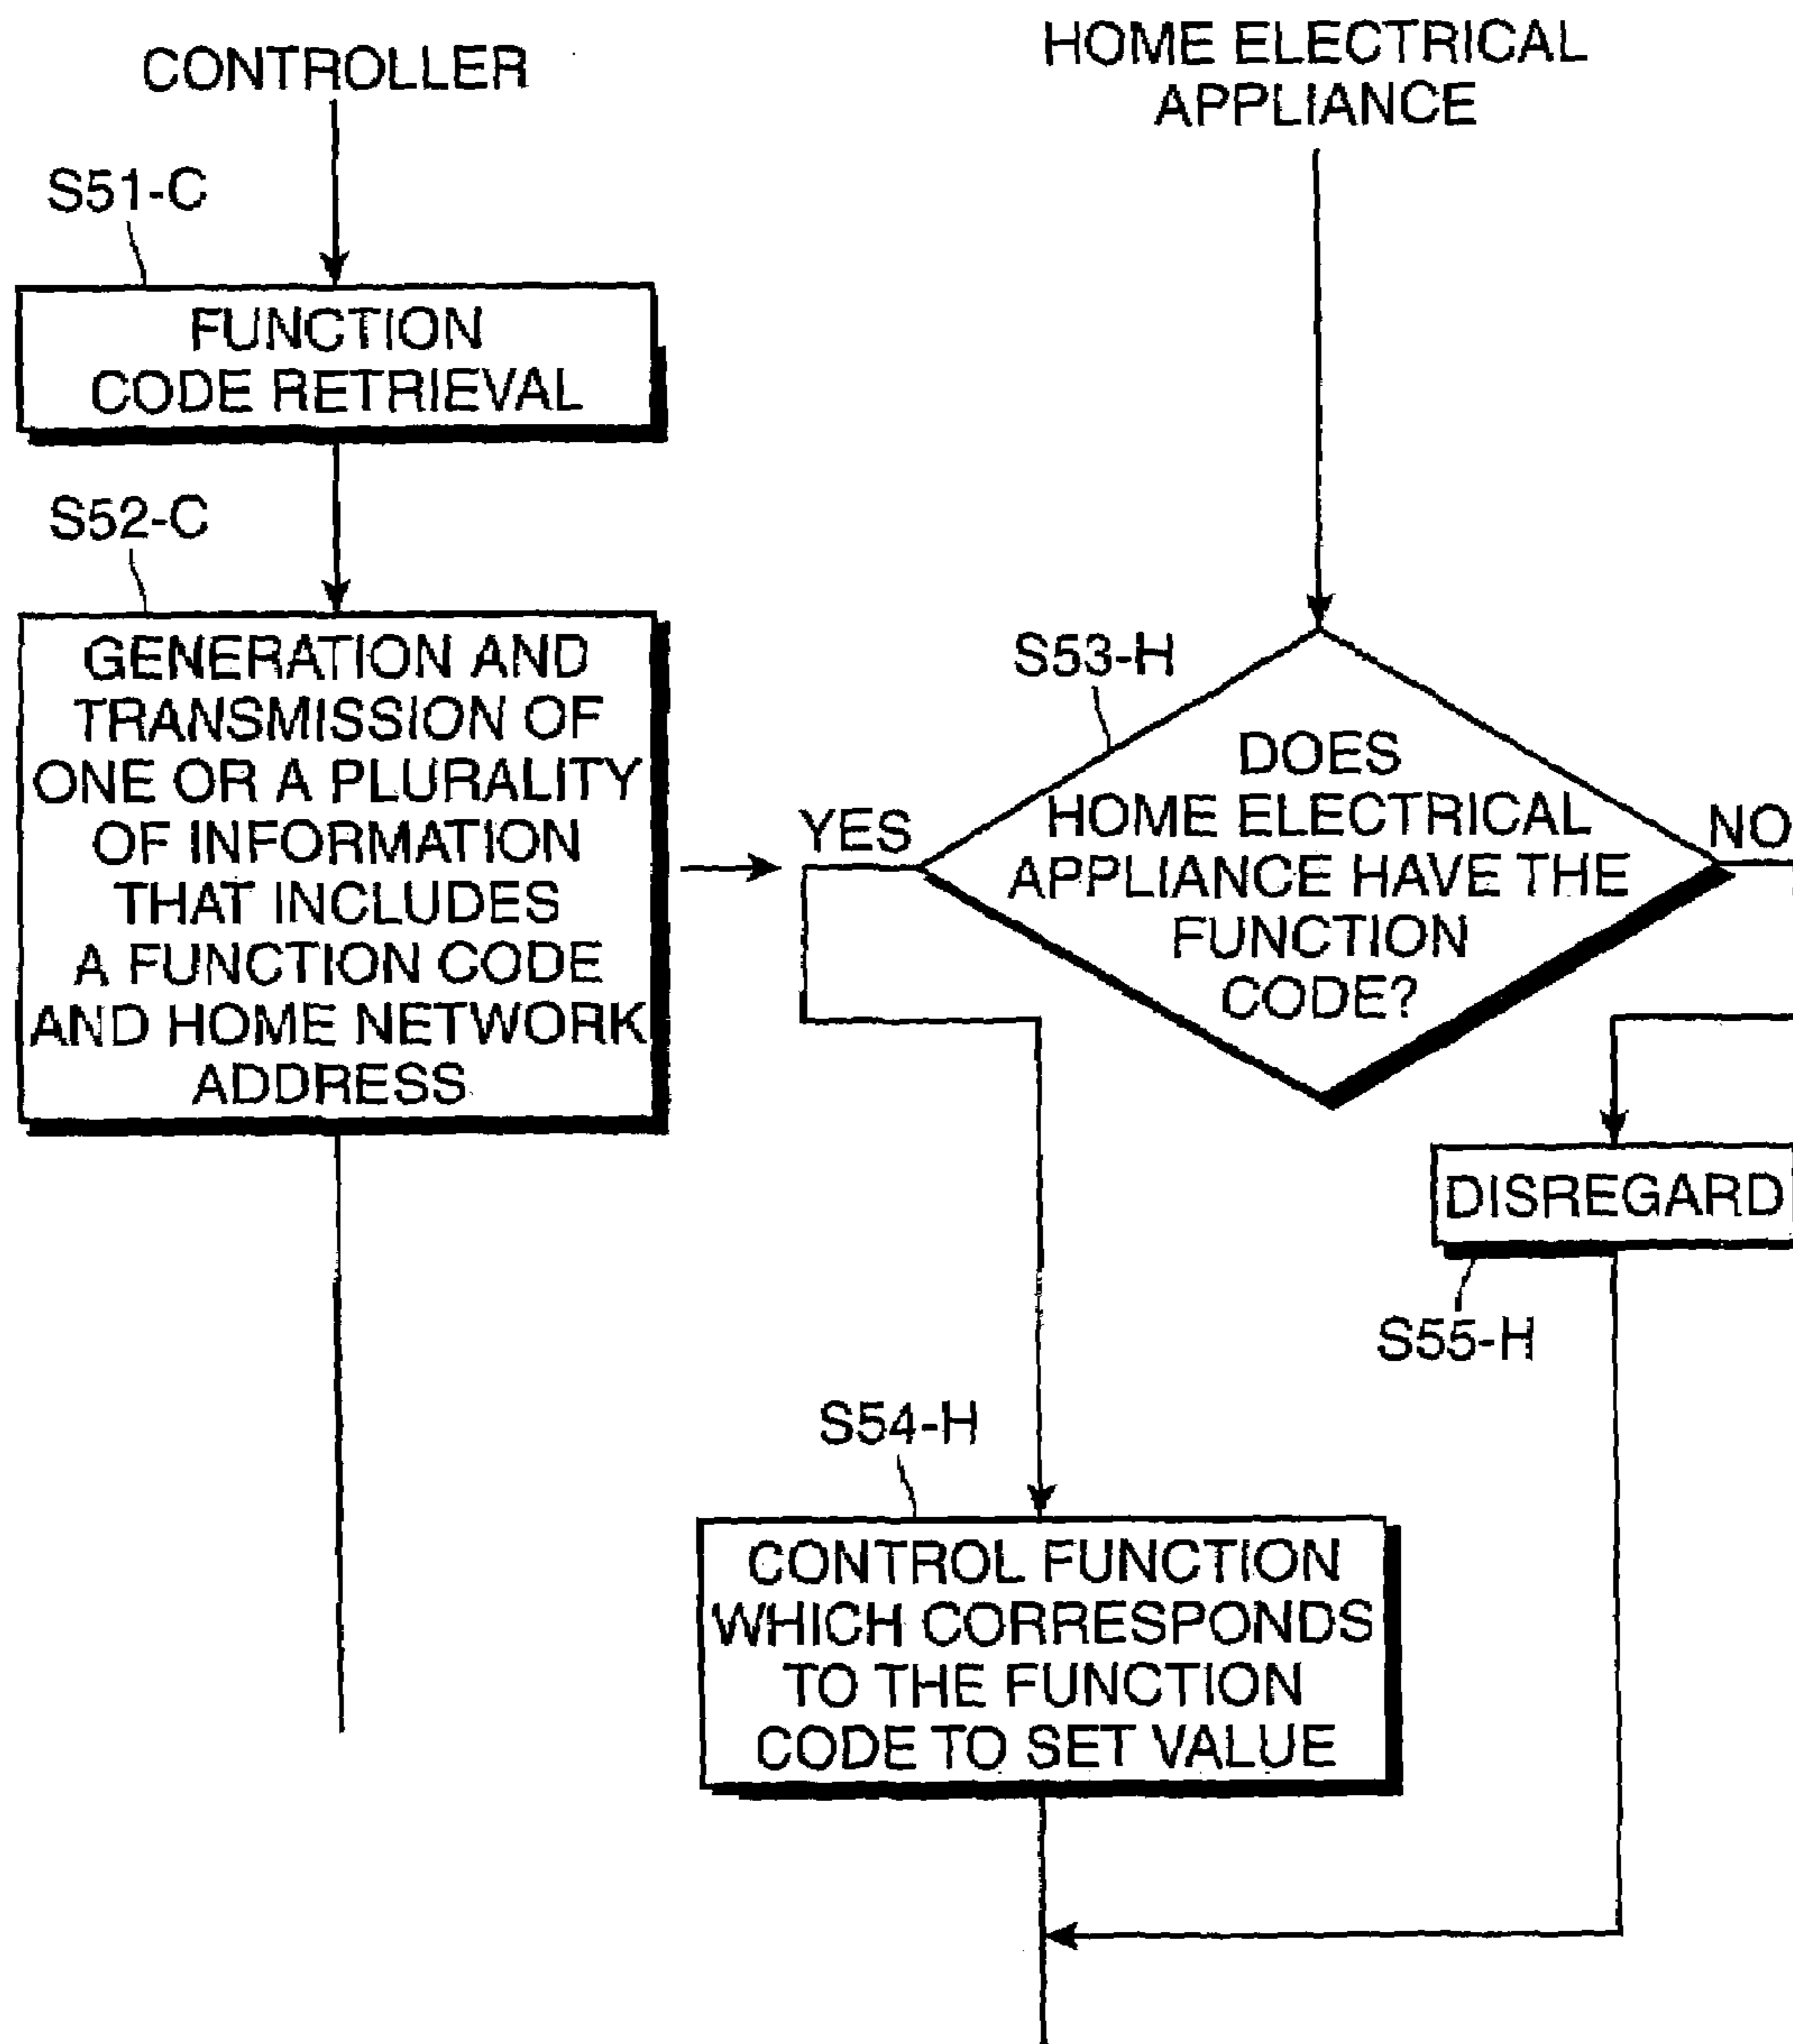 CONTROLLER
S51-C
FUNCTION
CODE RETRIEVAL
S52-C
GENERATION AND
TRANSMISSION OF
ONE OR A PLURALITY
OF INFORMATION
THAT INCLUDES
A FUNCTION CODE
AND HOME NETWORK
ADDRESS
HOME ELECTRICAL
APPLIANCE
S53-H
DOES
HOME ELECTRICAL
APPLIANCE HAVE THE
FUNCTION
CODE?
YES
NO
DISREGARD
S55-H
S54-H
CONTROL FUNCTION
WHICH CORRESPONDS
TO THE FUNCTION
CODE TO SET VALUE